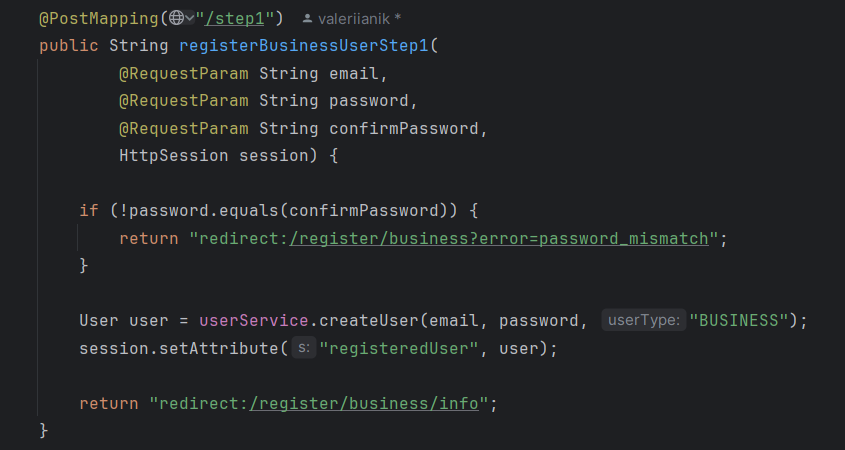 @PostMapping("/step1") valeriianik *
public String registerBusinessUserStep1(
@RequestParam String email,
@RequestParam String password,
@RequestParam String confirmPassword,
HttpSession session) {
if (!password.equals(confirmPassword)) {
return "redirect:/register/business?error=password_mismatch";
}
User user = userService.createUser(email, password, userType: "BUSINESS");
session.setAttribute( s: "registeredUser", user);
return "redirect:/register/business/info";
}